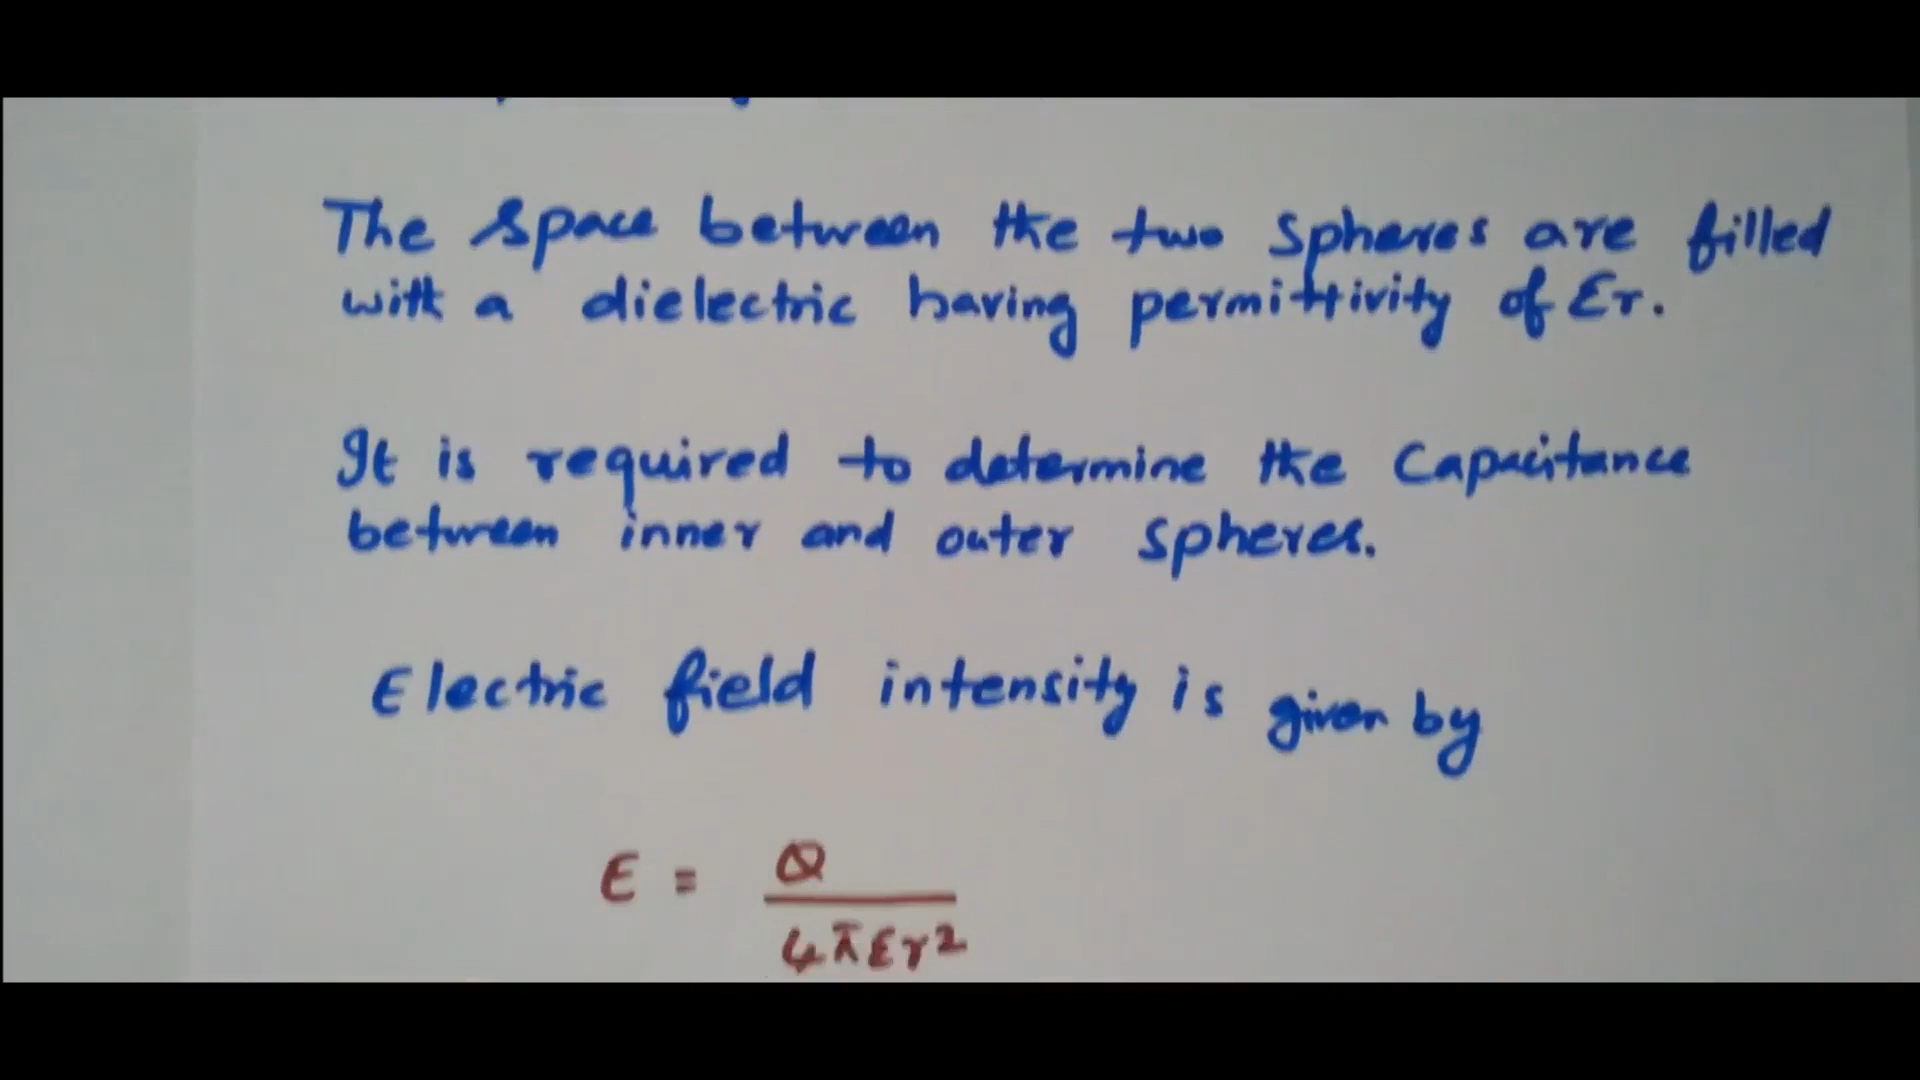 The space between the two spheres are filled
with a dielectric having permittivity of εr.
It is required to determine the Capacitance
between inner and outer spheres.
Electric field intensity is given by
E = Q / 4πεr²